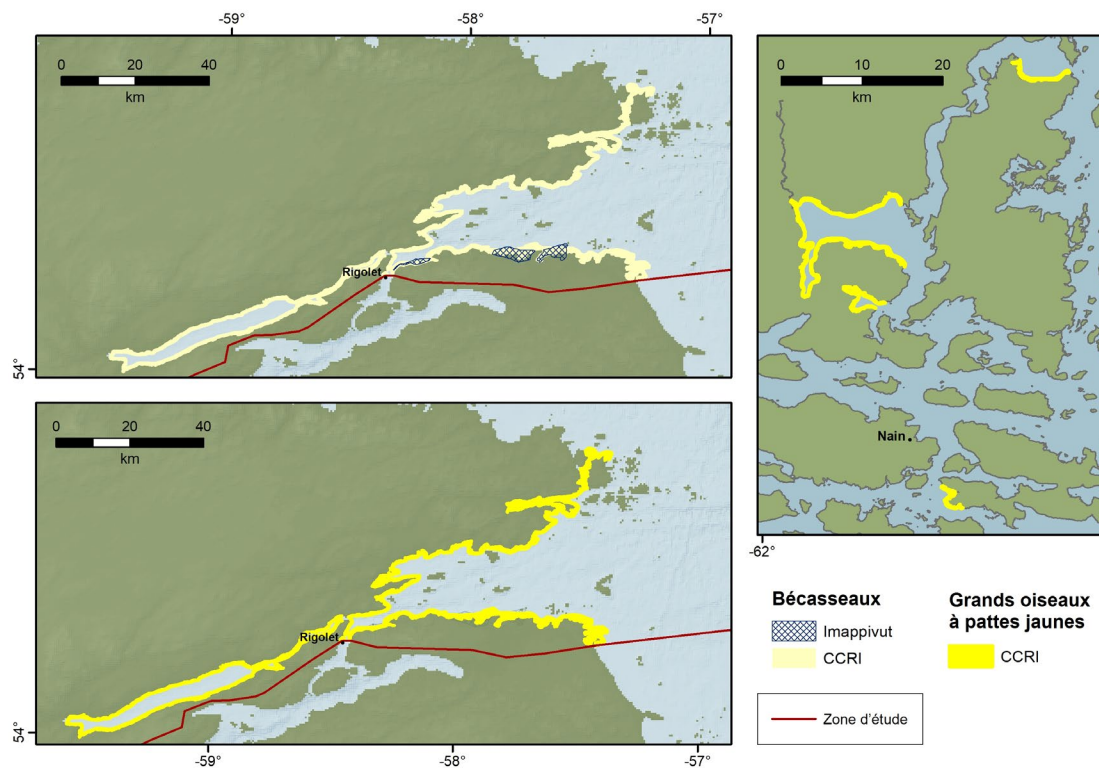 -59°
-58°
-57°
0 20 40
km
Rigolet
54°
0 20 40
km
Rigolet
54°
-59°
-58°
-57°
0 10 20
km
Nain
-62°
Bécasseaux
Imappivut
CCRI
Grands oiseaux
à pattes jaunes
CCRI
Zone d'étude